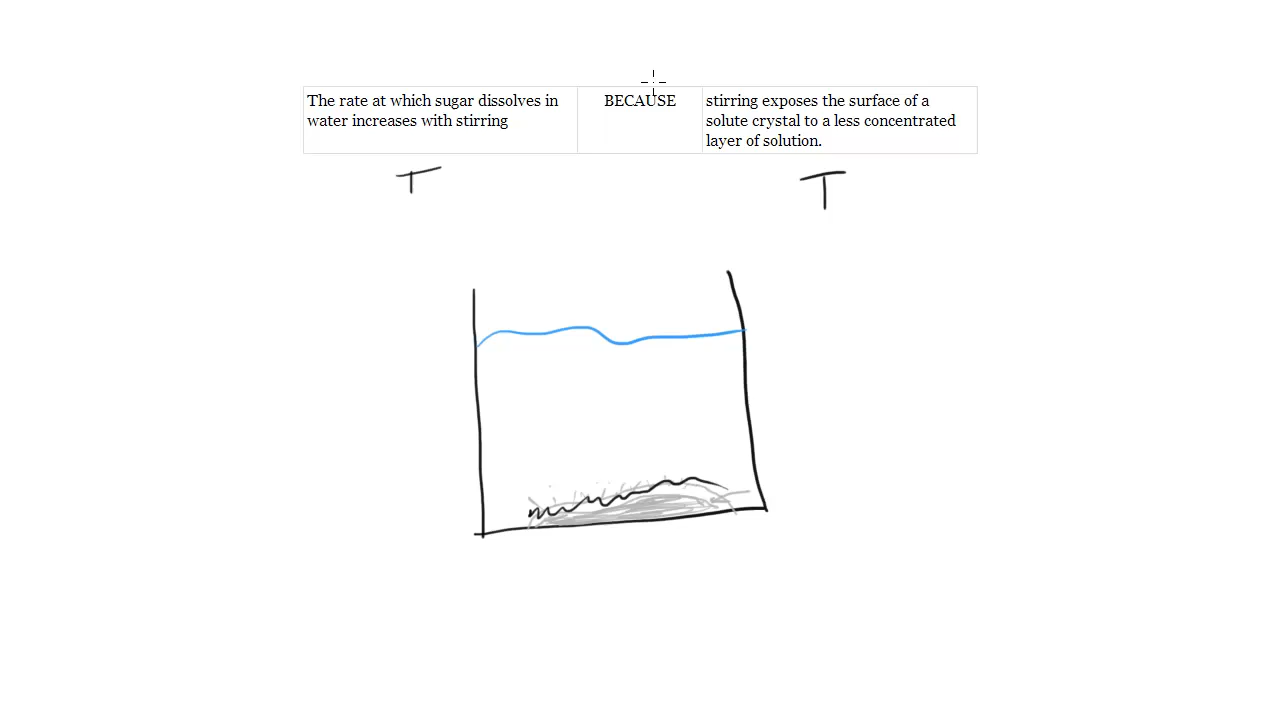 The rate at which sugar dissolves in
water increases with stirring
BECAUSE
stirring exposes the surface of a
solute crystal to a less concentrated
layer of solution.
T
T